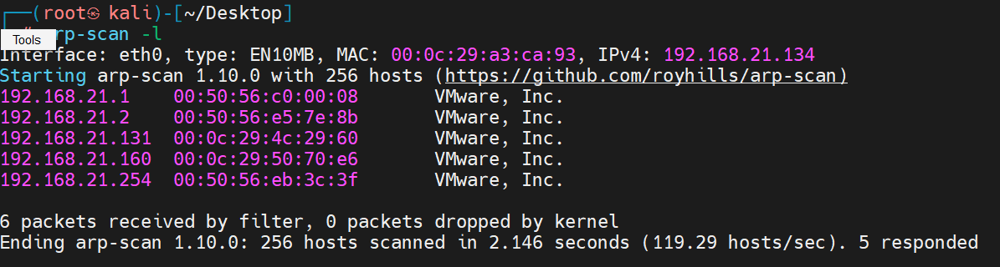 ┌──(root㉿kali)-[~/Desktop]
Tools
rp-scan -l
Interface: eth0, type: EN10MB, MAC: 00:0c:29:a3:ca:93, IPv4: 192.168.21.134
Starting arp-scan 1.10.0 with 256 hosts (https://github.com/royhills/arp-scan)
192.168.21.1 00:50:56:c0:00:08 VMware, Inc.
192.168.21.2 00:50:56:e5:7e:8b VMware, Inc.
192.168.21.131 00:0c:29:4c:29:60 VMware, Inc.
192.168.21.160 00:0c:29:50:70:e6 VMware, Inc.
192.168.21.254 00:50:56:eb:3c:3f VMware, Inc.
6 packets received by filter, 0 packets dropped by kernel
Ending arp-scan 1.10.0: 256 hosts scanned in 2.146 seconds (119.29 hosts/sec). 5 responded